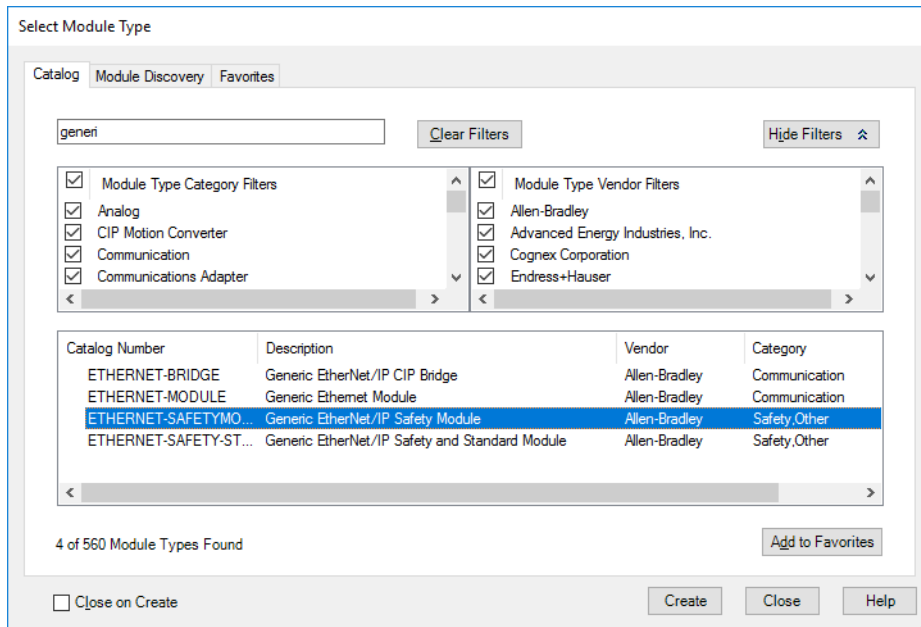 Select Module Type
Catalog Module Discovery Favorites
generi Clear Filters Hide Filters
Module Type Category Filters Module Type Vendor Filters
Analog Allen-Bradley
CIP Motion Converter Advanced Energy Industries, Inc.
Communication Cognex Corporation
Communications Adapter Endress+Hauser
Catalog Number Description Vendor Category
ETHERNET-BRIDGE Generic EtherNet/IP CIP Bridge Allen-Bradley Communication
ETHERNET-MODULE Generic Ethernet Module Allen-Bradley Communication
ETHERNET-SAFETYMO... Generic EtherNet/IP Safety Module Allen-Bradley Safety,Other
ETHERNET-SAFETY-ST... Generic EtherNet/IP Safety and Standard Module Allen-Bradley Safety,Other
4 of 560 Module Types Found Add to Favorites
Close on Create Create Close Help